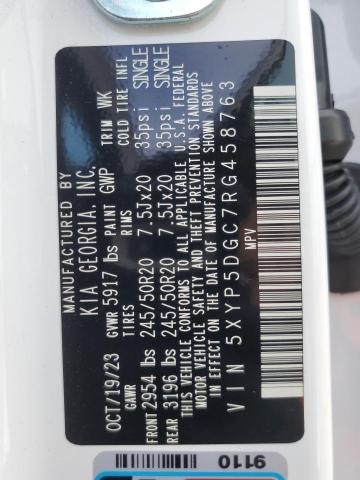 MANUFACTURED BY
KIA GEORGIA, INC.
OCT/19/23 GVWR 5917 lbs PAINT GWP TRIM WK
GAWR TIRES RIMS COLD TIRE INFL
FRONT 2954 lbs 245/50R20 7.5Jx20 35psi SINGLE
REAR 3196 lbs 245/50R20 7.5Jx20 35psi SINGLE
THIS VEHICLE CONFORMS TO ALL APPLICABLE U.S.A. FEDERAL
MOTOR VEHICLE SAFETY AND THEFT PREVENTION STANDARDS
IN EFFECT ON THE DATE OF MANUFACTURE SHOWN ABOVE
VIN 5XYP5DGC7RG458763
MPV
9110